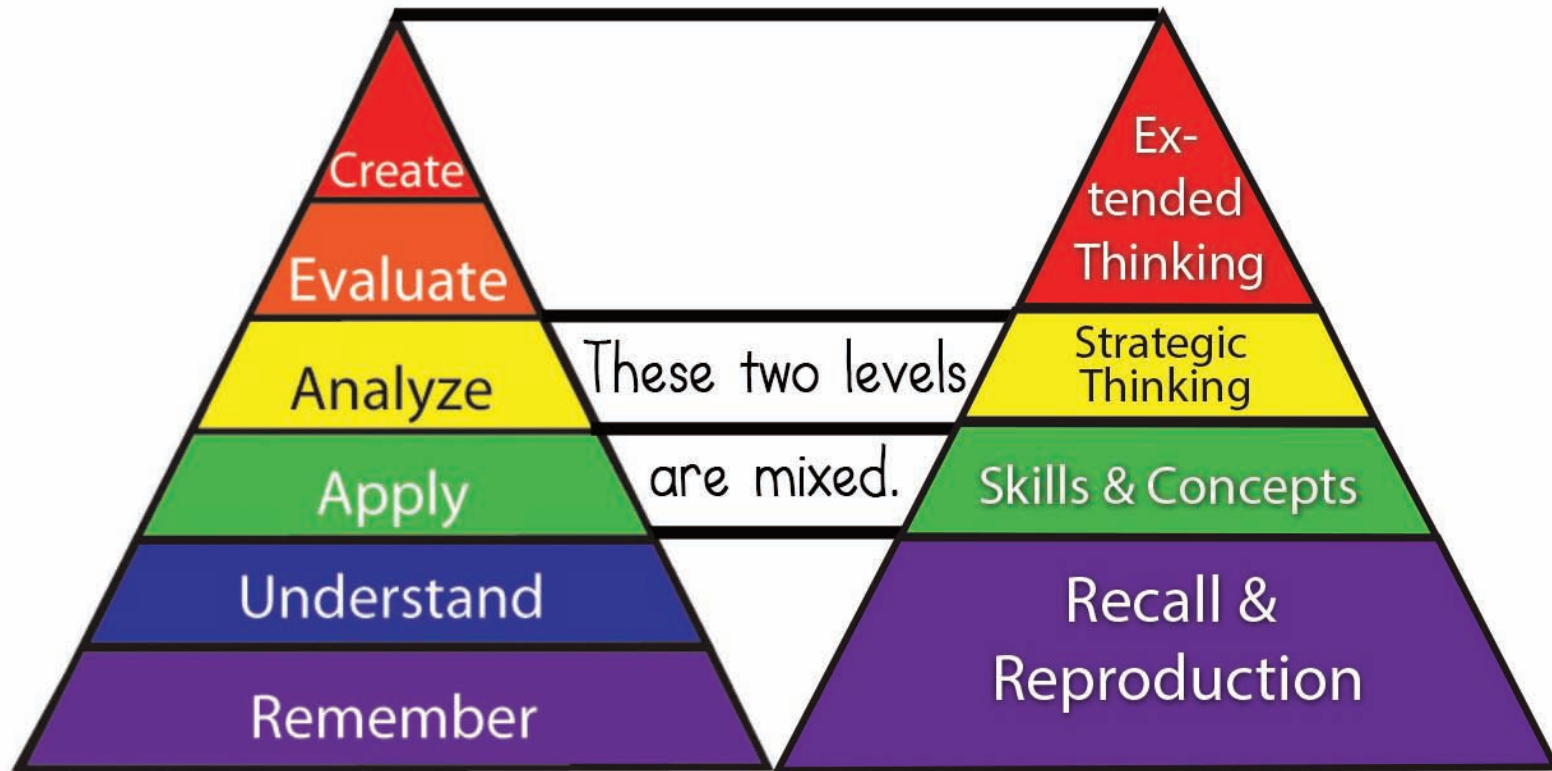 Create
Evaluate
Analyze
Apply
Understand
Remember
These two levels
are mixed.
Ex-
tended
Thinking
Strategic
Thinking
Skills & Concepts
Recall &
Reproduction